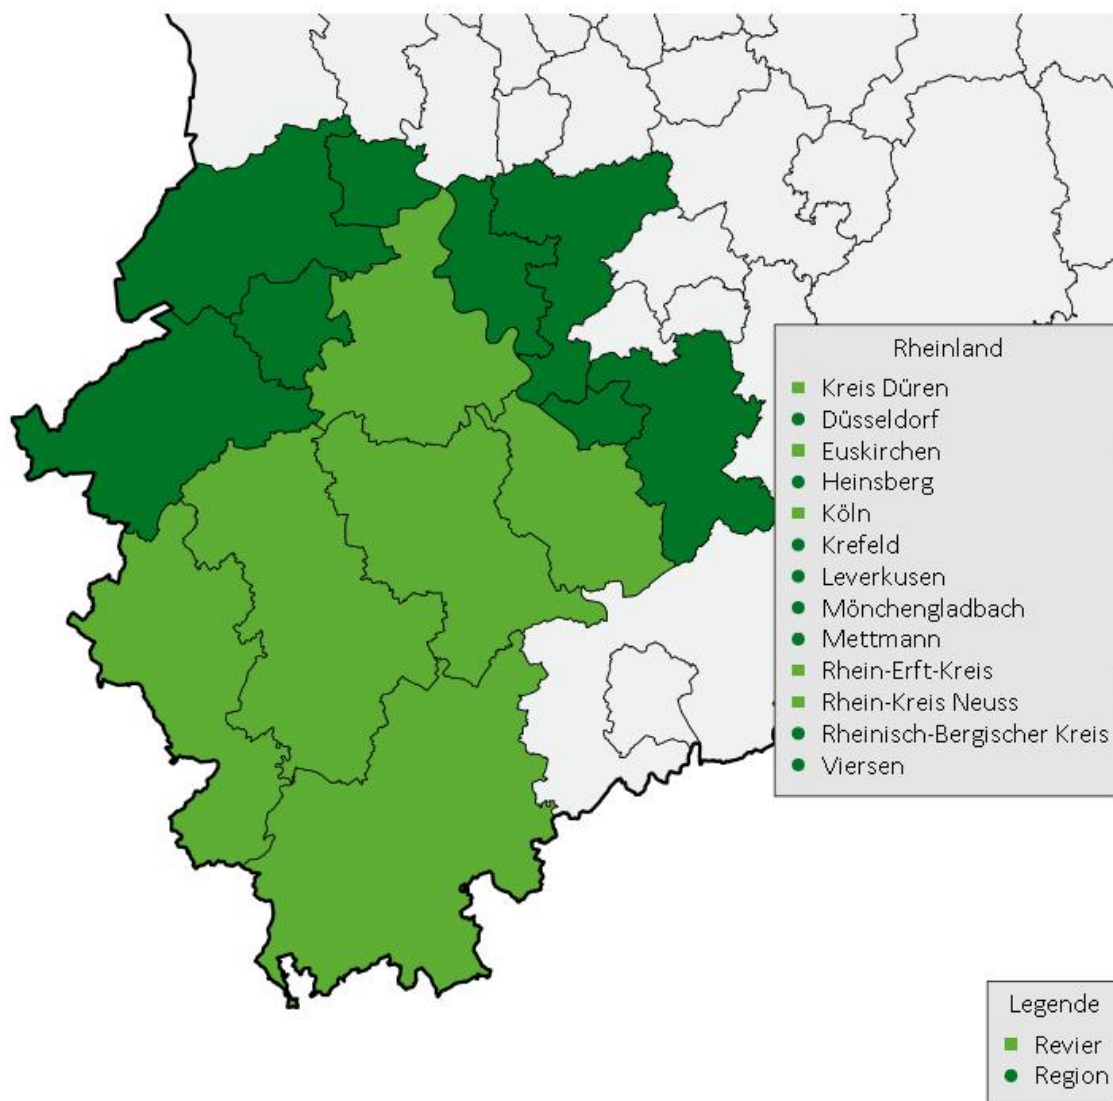 Rheinland
Kreis Düren
Düsseldorf
Euskirchen
Heinsberg
Köln
Krefeld
Leverkusen
Mönchengladbach
Mettmann
Rhein-Erft-Kreis
Rhein-Kreis Neuss
Rheinisch-Bergischer Kreis
Viersen
Legende
Revier
Region